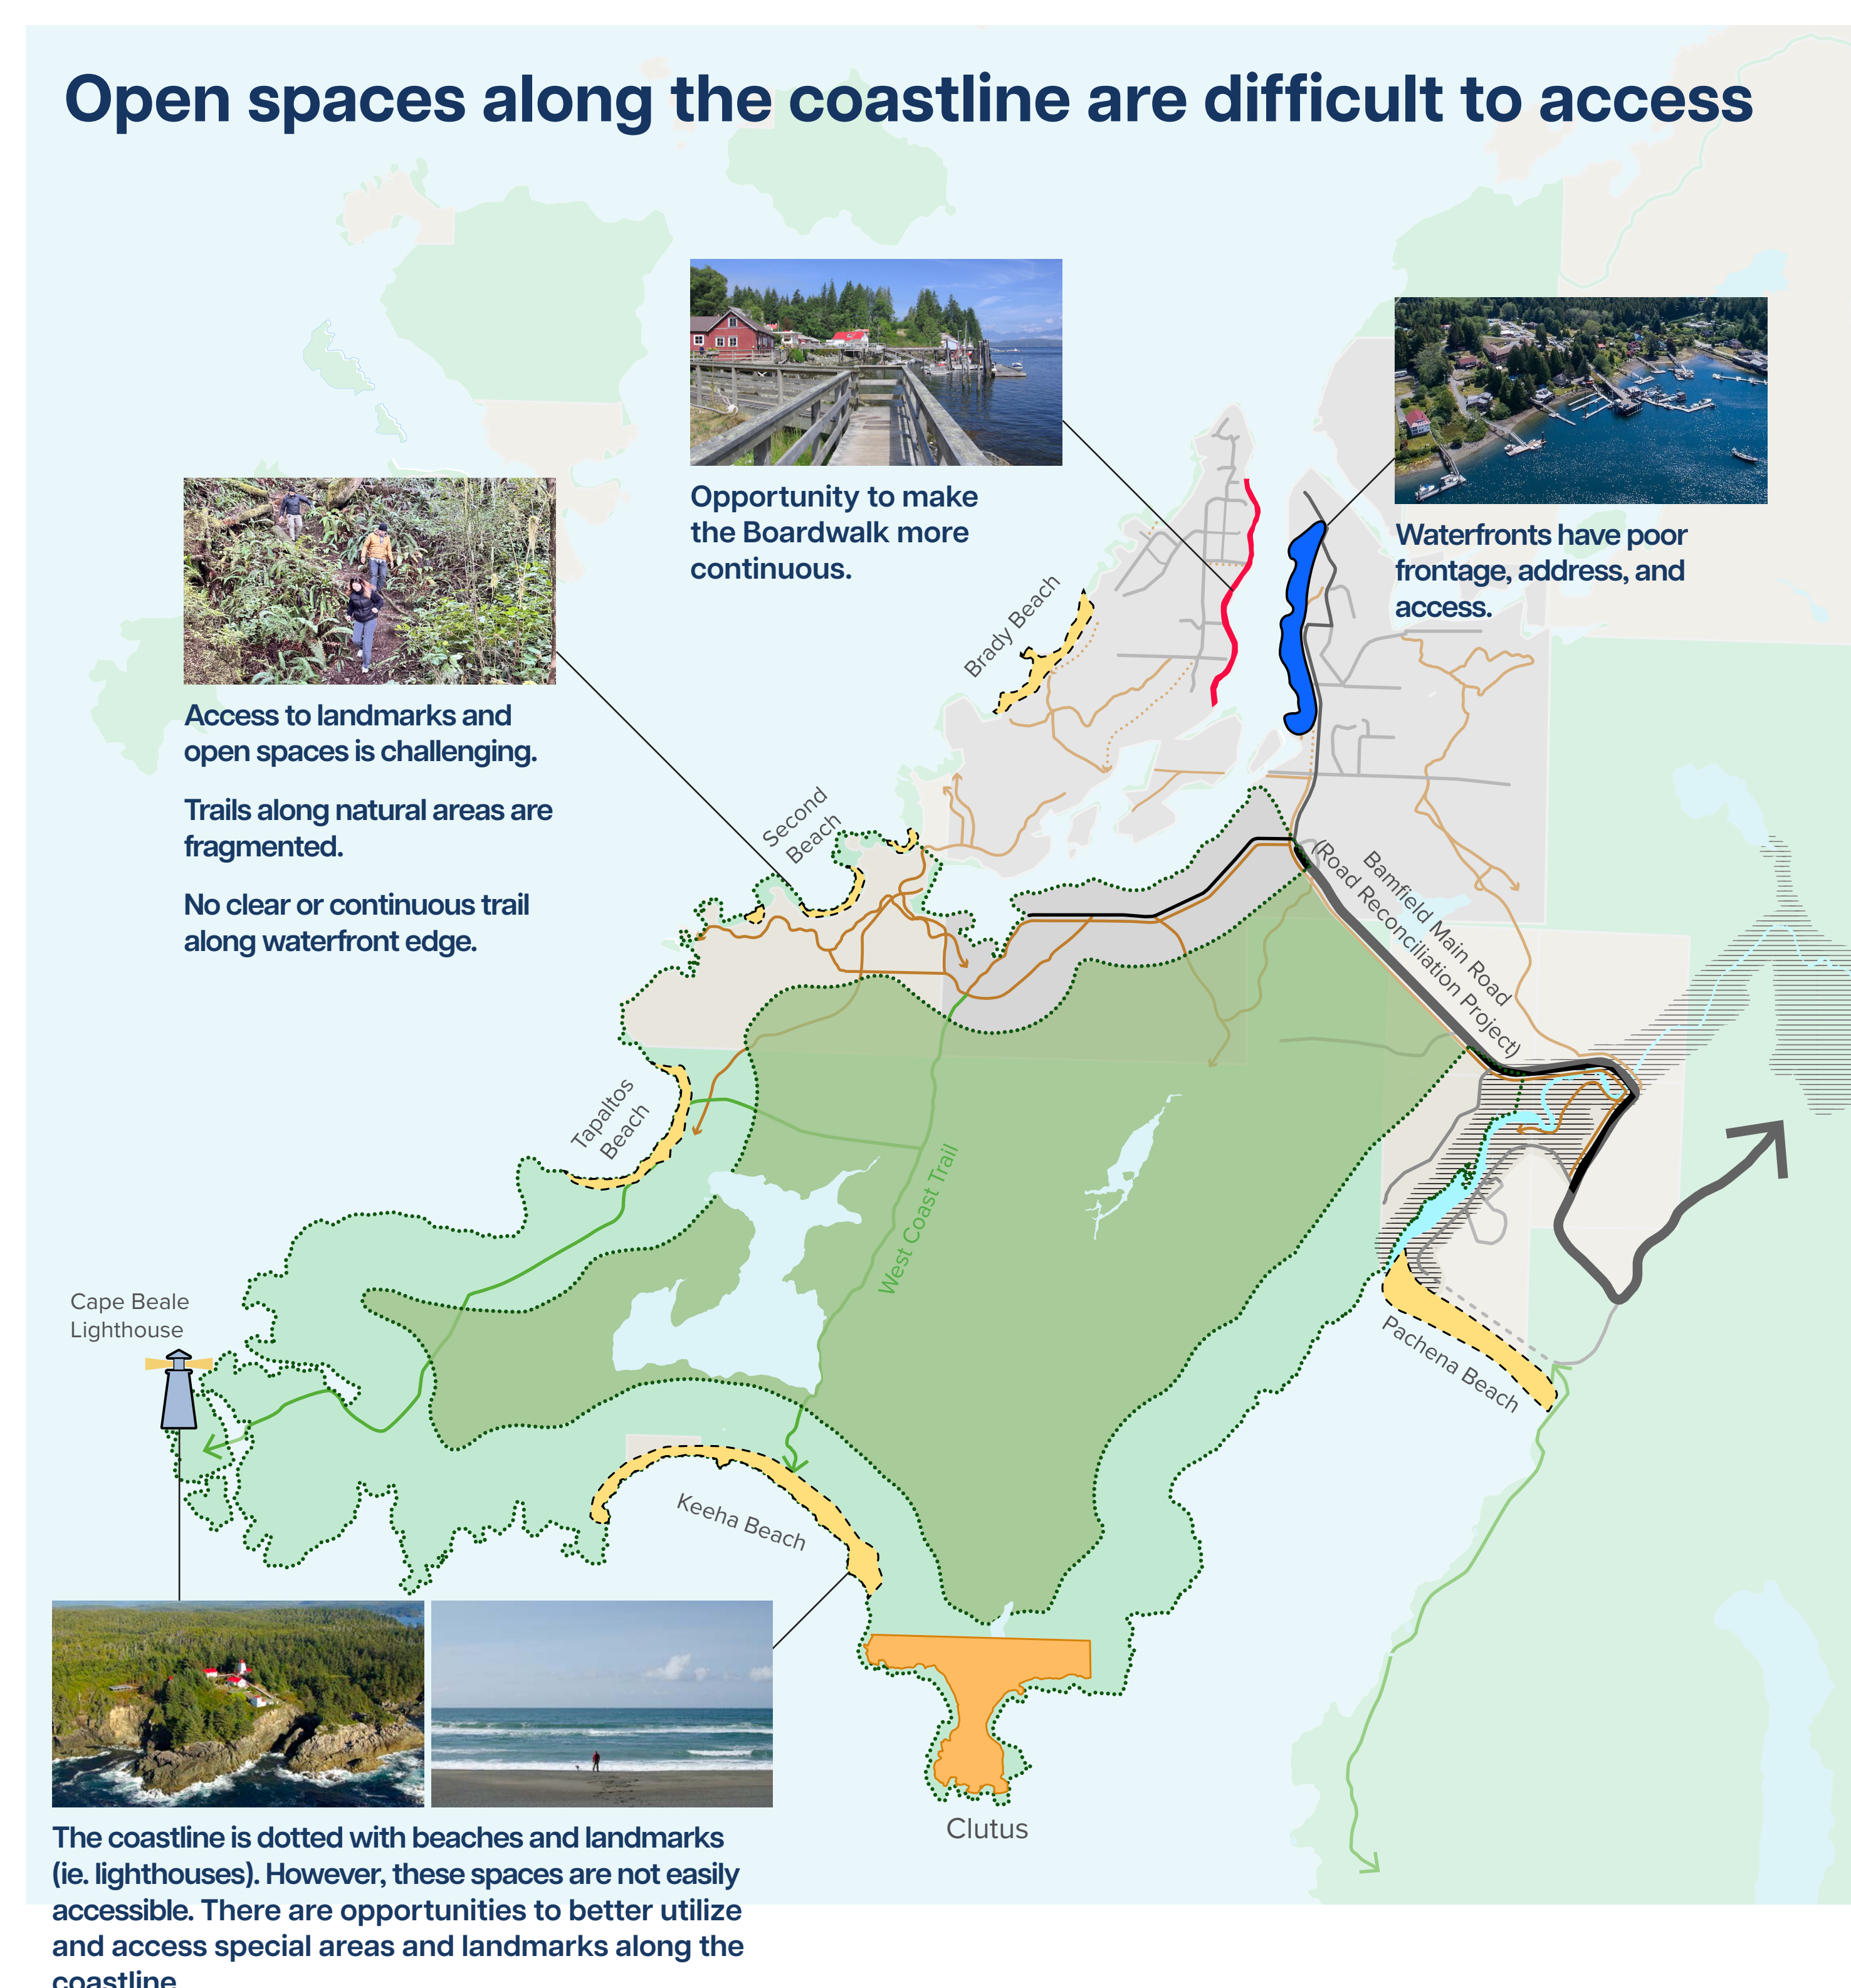 Open spaces along the coastline are difficult to access
Opportunity to make
the Boardwalk more
continuous.
Waterfronts have poor
frontage, address, and
access.
Access to landmarks and
open spaces is challenging.
Trails along natural areas are
fragmented.
No clear or continuous trail
along waterfront edge.
Brady Beach
Second
Beach
Bamfield Main Road
(Road Reconciliation Project)
Tapaltos
Beach
West Coast Trail
Cape Beale
Lighthouse
Pachena Beach
Keeha Beach
Clutus
The coastline is dotted with beaches and landmarks
(ie. lighthouses). However, these spaces are not easily
accessible. There are opportunities to better utilize
and access special areas and landmarks along the
coastline